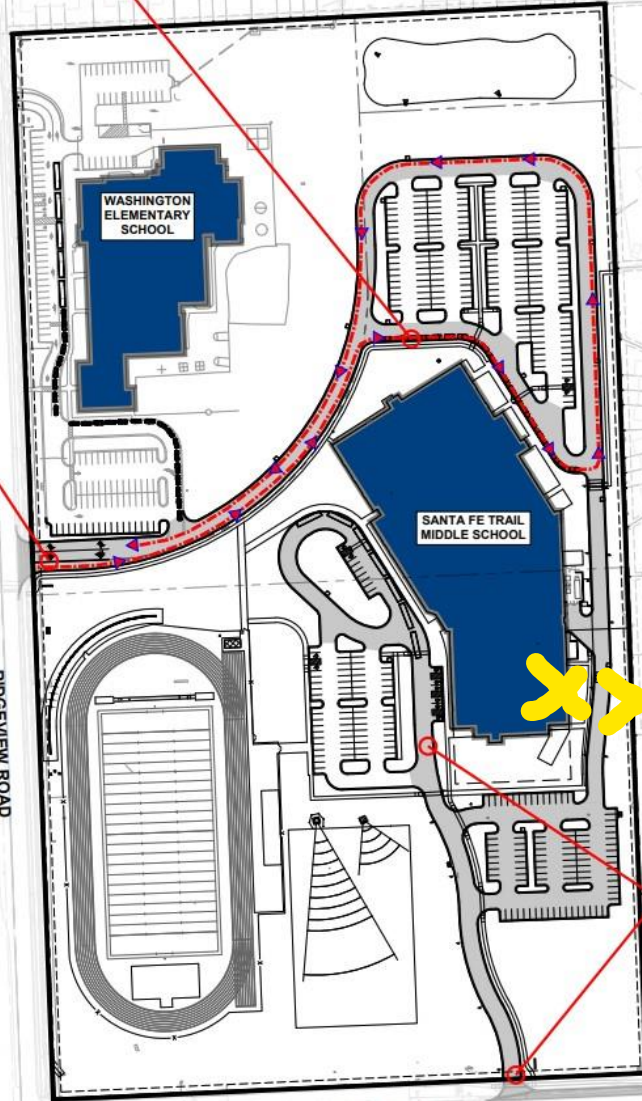 WASHINGTON
ELEMENTARY
SCHOOL
SANTA FE TRAIL
MIDDLE SCHOOL
RIDGEVIEW ROAD